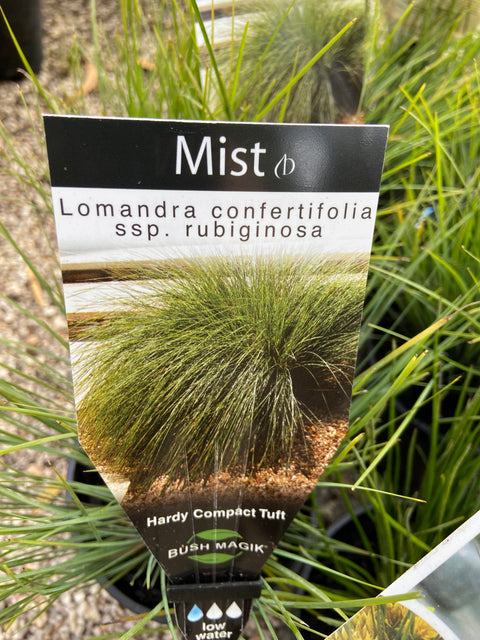 Mist
Lomandra confertifolia
ssp. rubiginosa
Hardy Compact Tuft
BUSH MAGIK
low
water